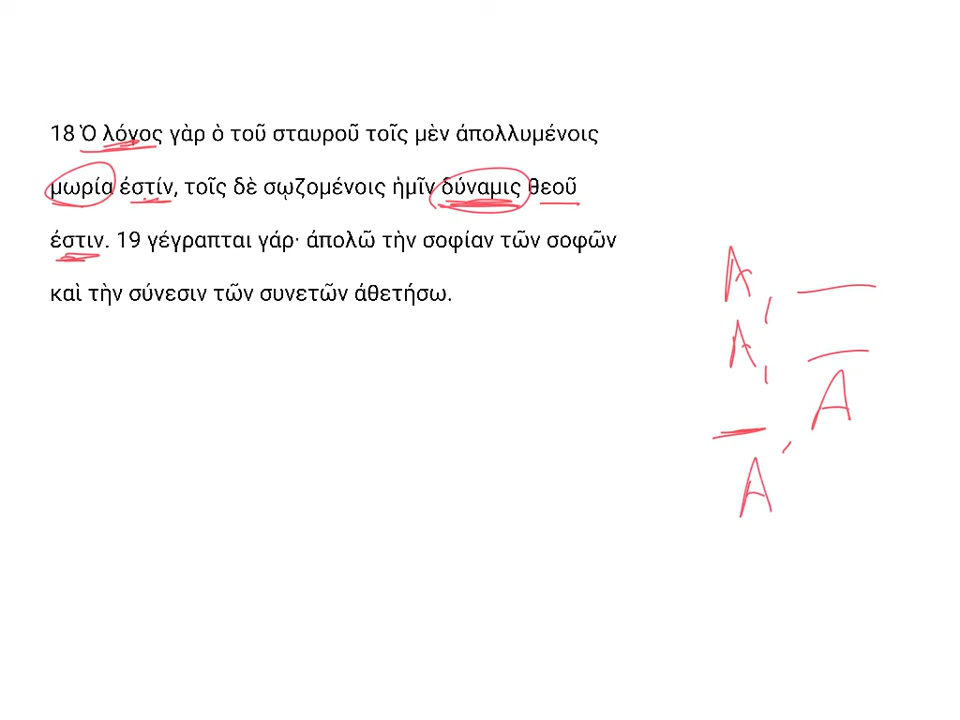 18 Ὁ λόγος γὰρ ὁ τοῦ σταυροῦ τοῖς μὲν ἀπολλυμένοις
μωρία ἐστίν, τοῖς δὲ σῳζομένοις ἡμῖν δύναμις θεοῦ
ἐστιν. 19 γέγραπται γάρ· ἀπολῶ τὴν σοφίαν τῶν σοφῶν
καὶ τὴν σύνεσιν τῶν συνετῶν ἀθετήσω.
A,
A,
A
A